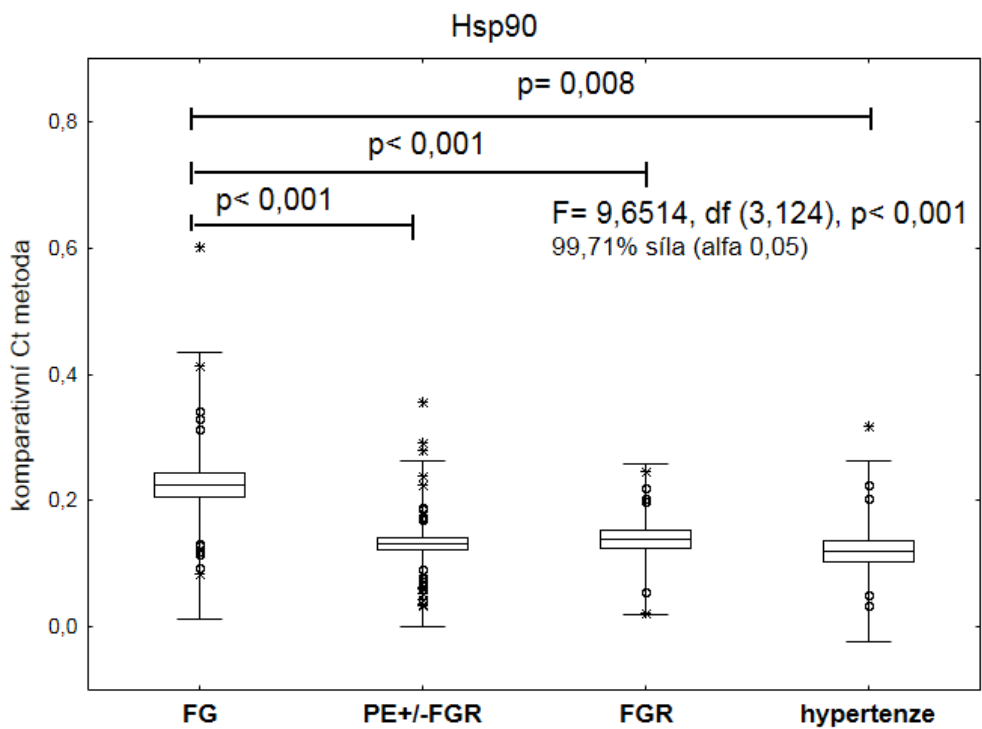 Hsp90
p= 0,008
0,8
p< 0,001
p< 0,001
F= 9,6514, df (3,124), p< 0,001
99,71% síla (alfa 0,05)
0,6
komparativní Ct metoda
0,4
0,2
0,0
FG PE+/-FGR FGR hypertenze